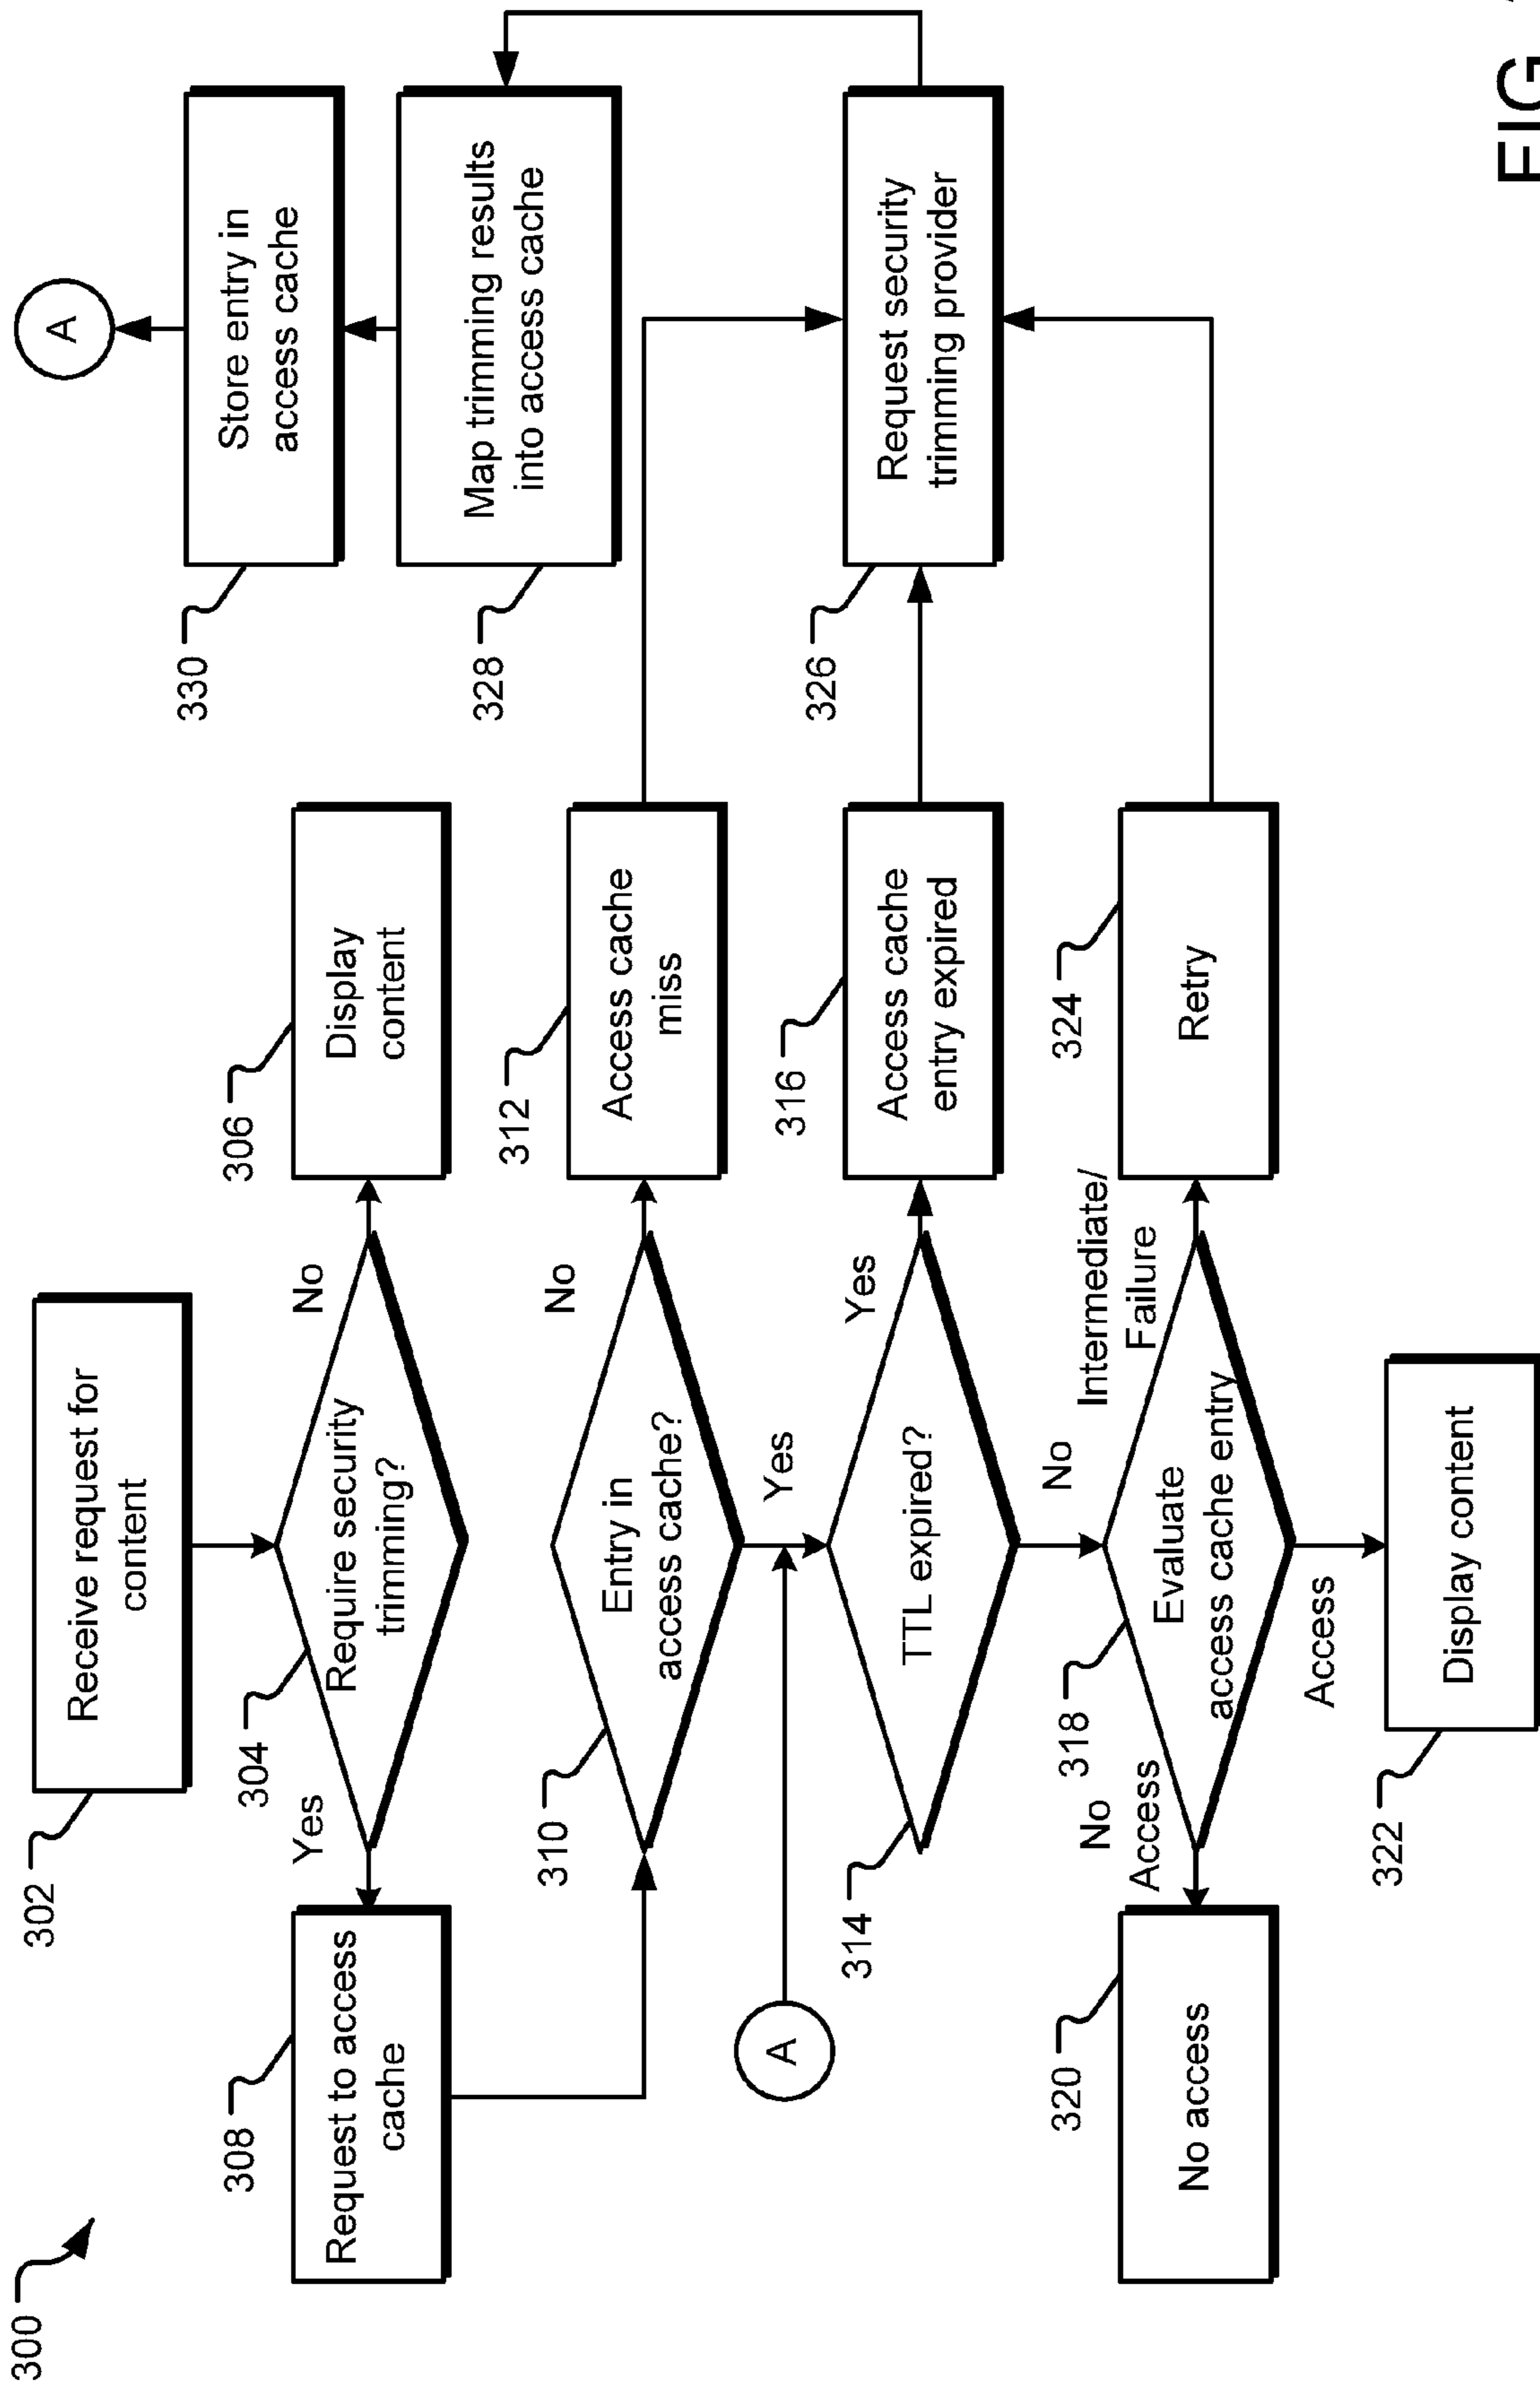 300
302
Receive request for
content
304
Require security
trimming?
Yes
No
306
Display
content
308
Request to access
cache
310
Entry in
access cache?
No
Yes
312
Access cache
miss
A
314
TTL expired?
Yes
No
316
Access cache
entry expired
318
Evaluate
access cache entry
No
Access
Intermediate/
Failure
Access
320
No access
322
Display content
324
Retry
326
Request security
trimming provider
328
Map trimming results
into access cache
330
Store entry in
access cache
A
FIG